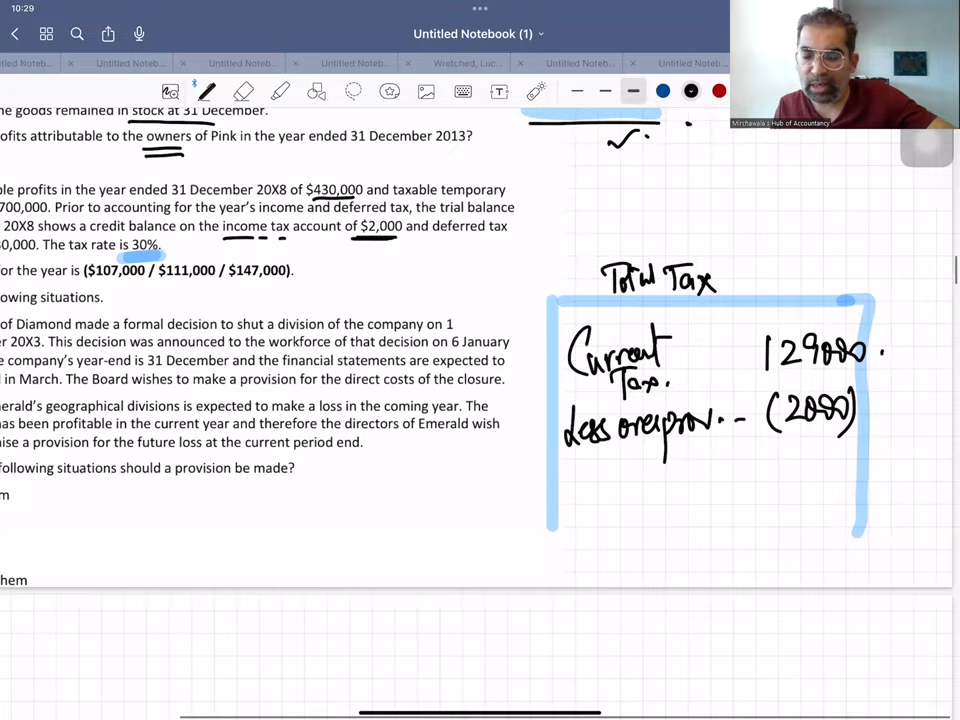 10:29
Untitled Notebook (1)
Untitled Noteb...
Untitled Noteb...
Untitled Noteb...
Untitled Noteb...
Wretched, Luc...
Untitled Noteb...
Untitled Noteb...
Mirchawala's Hub of Accountancy
ne goods remained in stock at 31 December.
ofits attributable to the owners of Pink in the year ended 31 December 2013?
ble profits in the year ended 31 December 20X8 of $430,000 and taxable temporary
700,000. Prior to accounting for the year's income and deferred tax, the trial balance
20X8 shows a credit balance on the income tax account of $2,000 and deferred tax
30,000. The tax rate is 30%.
for the year is ($107,000 / $111,000 / $147,000).
lowing situations.
of Diamond made a formal decision to shut a division of the company on 1
er 20X3. This decision was announced to the workforce of that decision on 6 January
e company's year-end is 31 December and the financial statements are expected to
d in March. The Board wishes to make a provision for the direct costs of the closure.
nerald's geographical divisions is expected to make a loss in the coming year. The
has been profitable in the current year and therefore the directors of Emerald wish
nise a provision for the future loss at the current period end.
following situations should a provision be made?
m
hem
Total Tax
Current Tax. 129000.
Less overprov.. (2000)